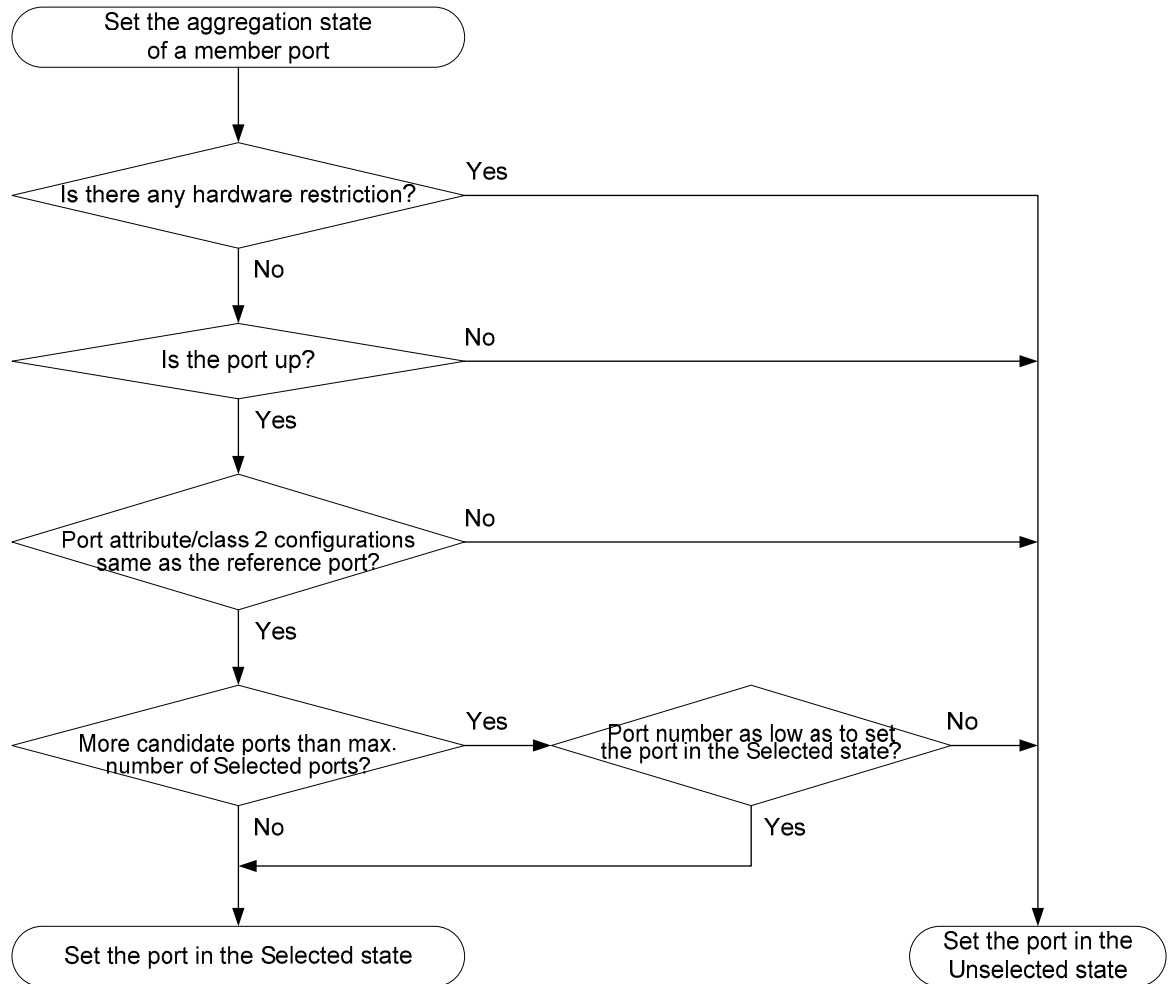 Set the aggregation state
of a member port
Is there any hardware restriction?
Yes
No
Is the port up?
No
Yes
Port attribute/class 2 configurations
same as the reference port?
No
Yes
More candidate ports than max.
number of Selected ports?
Yes
Port number as low as to set
the port in the Selected state?
No
No
Yes
Set the port in the Selected state
Set the port in the
Unselected state